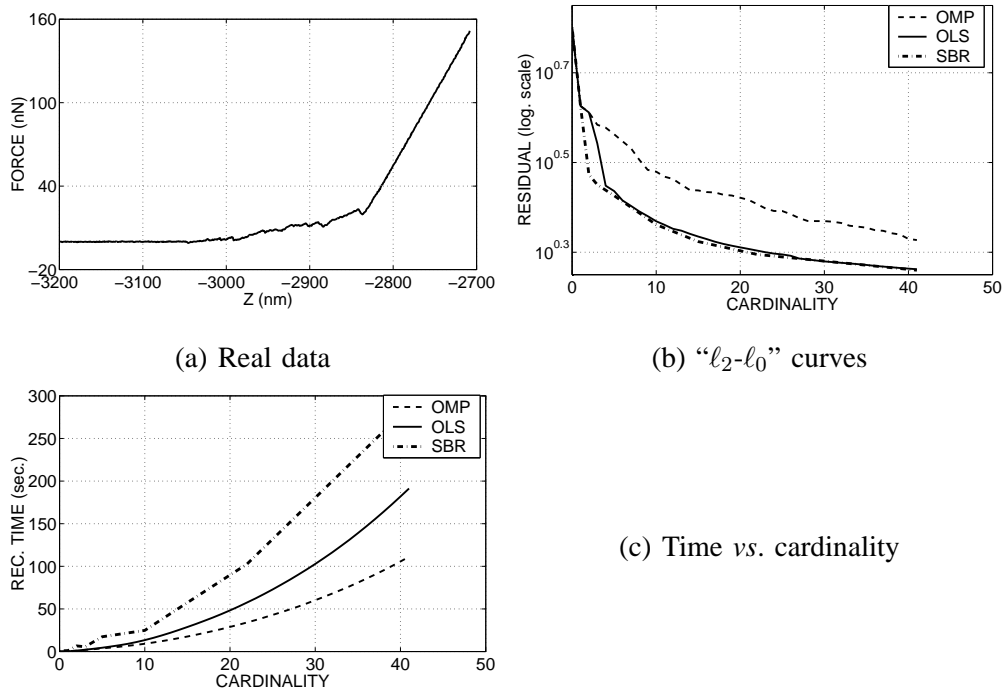 160
100
40
−20
FORCE (nN)
−3200 −3100 −3000 −2900 −2800 −2700
Z (nm)
(a) Real data
OMP
OLS
SBR
10^0.7
10^0.5
10^0.3
RESIDUAL (log. scale)
0 10 20 30 40 50
CARDINALITY
(b) “ℓ2-ℓ0” curves
300
250
200
150
100
50
0
REC. TIME (sec.)
OMP
OLS
SBR
0 10 20 30 40 50
CARDINALITY
(c) Time vs. cardinality